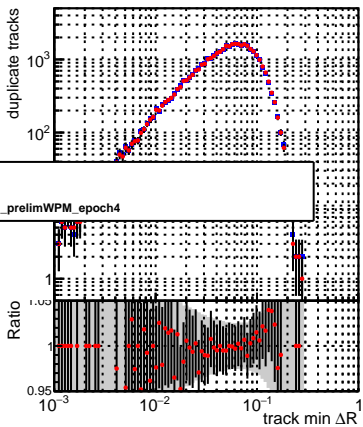 duplicate tracks
10³
10²
_prelimWPM_epoch4
1
1.05
Ratio
1
0.95
10⁻³
10⁻²
10⁻¹
1
track min ΔR